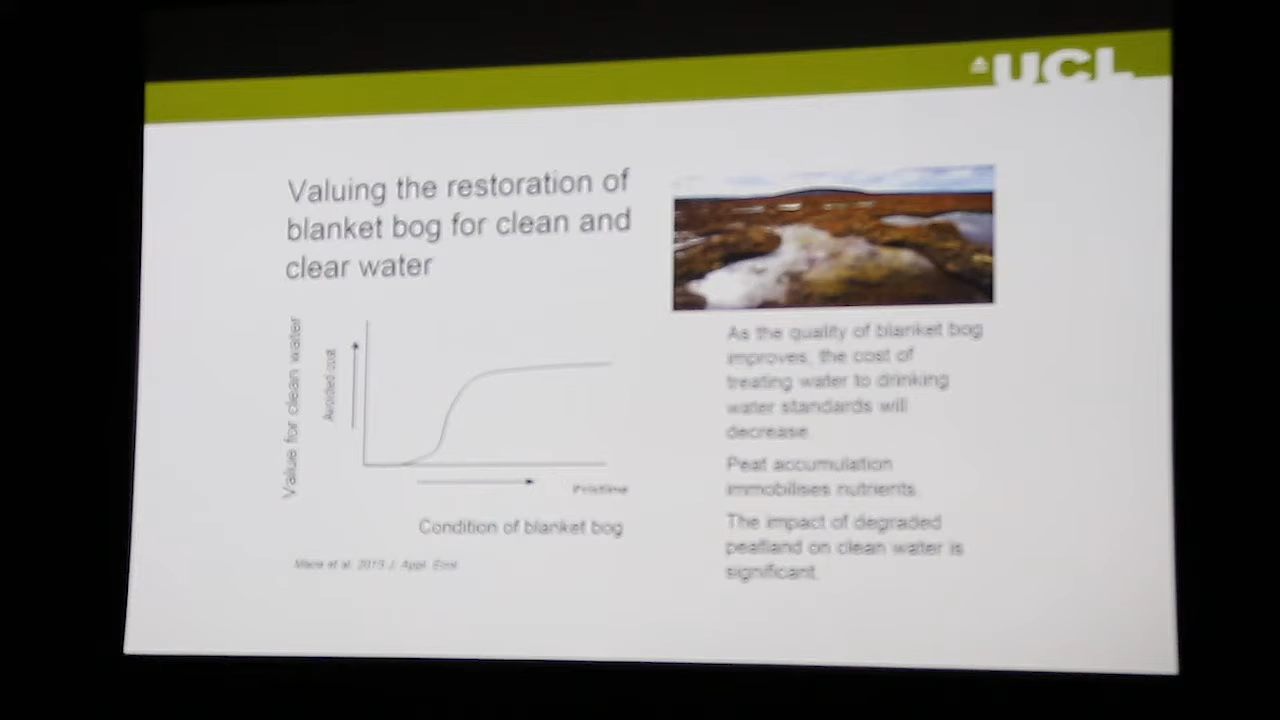 UCL
Valuing the restoration of
blanket bog for clean and
clear water
Value for clean water
Avoided cost
Pristine
Condition of blanket bog
Mace et al. 2015 J. Appl. Ecol.
As the quality of blanket bog
improves, the cost of
treating water to drinking
water standards will
decrease.
Peat accumulation
immobilises nutrients.
The impact of degraded
peatland on clean water is
significant.